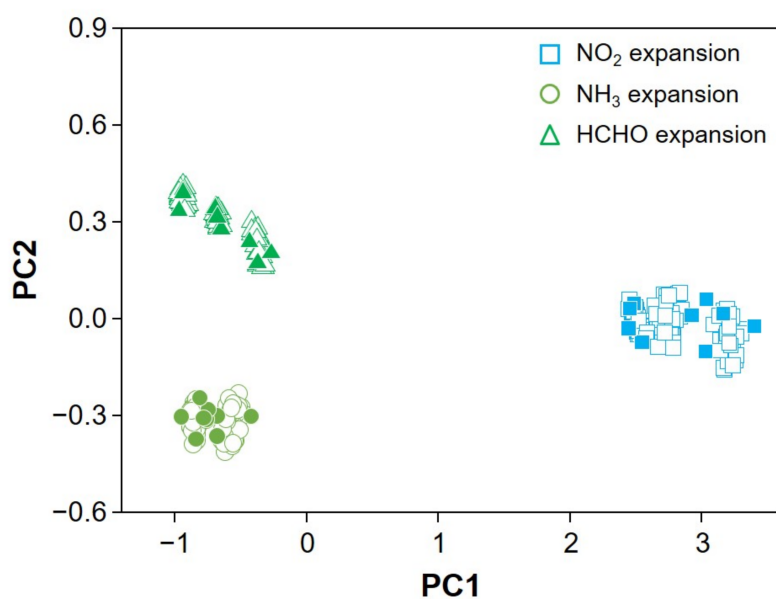 0.9
0.6
0.3
0.0
−0.3
−0.6
PC2
NO₂ expansion
NH₃ expansion
HCHO expansion
−1 0 1 2 3
PC1